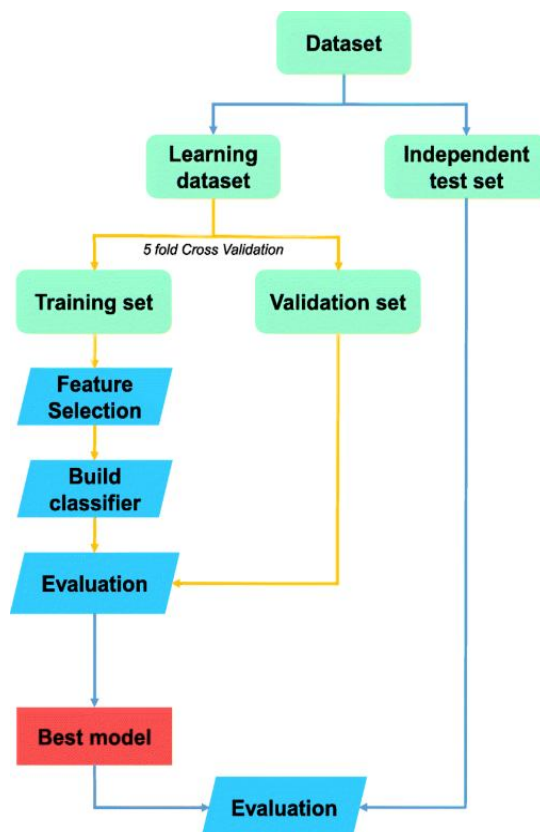 Dataset
Learning
dataset
Independent
test set
5 fold Cross Validation
Training set
Validation set
Feature
Selection
Build
classifier
Evaluation
Best model
Evaluation